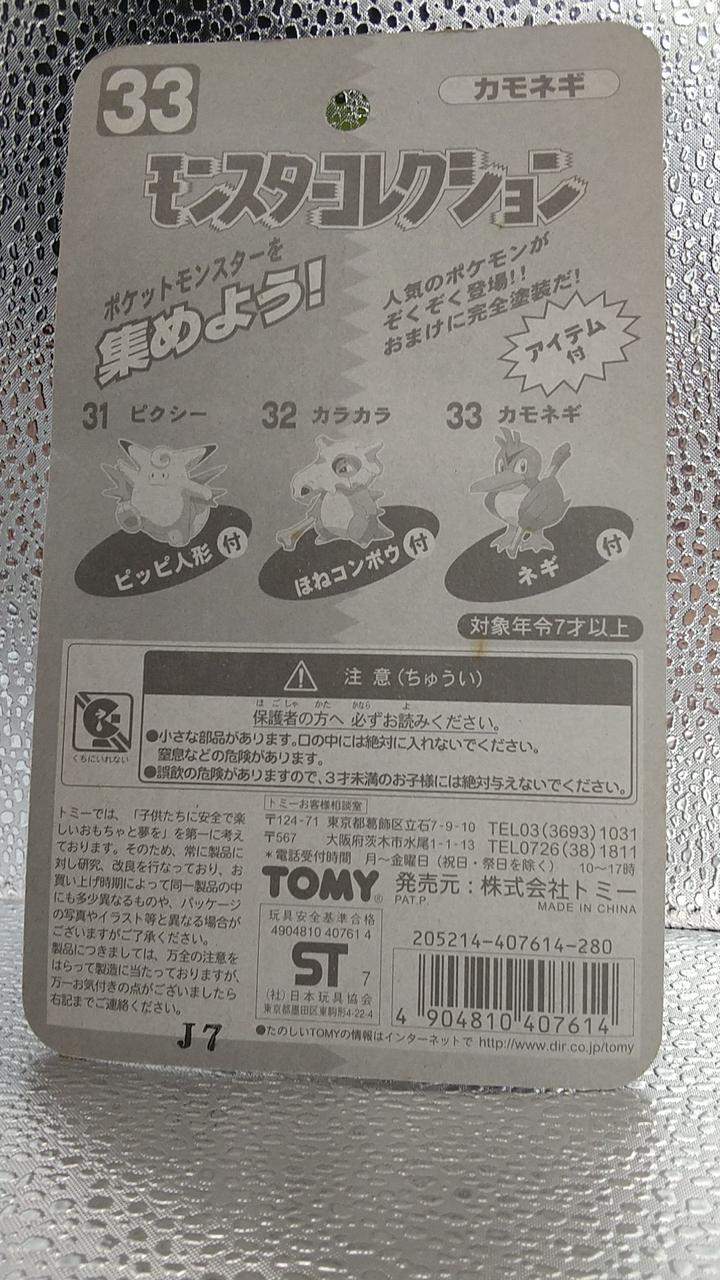 33
カモネギ
モンスターコレクション
ポケットモンスターを
集めよう!
人気のポケモンが
ぞくぞく登場!!
おまけに完全塗装だ!
アイテム
付
31 ピクシー
32 カラカラ
33 カモネギ
ピッピ人形 付
ほねコンボウ 付
ネギ 付
対象年令7才以上
注意(ちゅうい)
ほごしゃ かた かなら よ
保護者の方へ 必ずお読みください。
●小さな部品があります。口の中には絶対に入れないでください。
窒息などの危険があります。
●誤飲の危険がありますので、3才未満のお子様には絶対与えないでください。
くちにいれない
トミーでは、「子供たちに安全で楽
しいおもちゃと夢を」を第一に考え
ております。そのため、常に製品に
対し研究、改良を行なっており、お
買い上げ時期によって同一製品の中
にも多少異なるものや、パッケージ
の写真やイラスト等と異なる場合が
ございますがご了承ください。
製品につきましては、万全の注意を
はらって製造に当たっておりますが、
万一お気付きの点がございましたら
右記までご連絡ください。
J7
トミーお客様相談室
〒124-71 東京都葛飾区立石7-9-10 TEL03(3693)1031
〒567 大阪府茨木市水尾1-1-13 TEL0726(38)1811
*電話受付時間 月〜金曜日(祝日・祭日を除く) 10〜17時
TOMY® 発売元:株式会社トミー
PAT.P. MADE IN CHINA
玩具安全基準合格
4904810 40761 4
ST 7
(社)日本玩具協会
東京都墨田区東駒形4-22-4
205214-407614-280
4 904810 407614
●たのしいTOMYの情報はインターネットで http://www.dir.co.jp/tomy